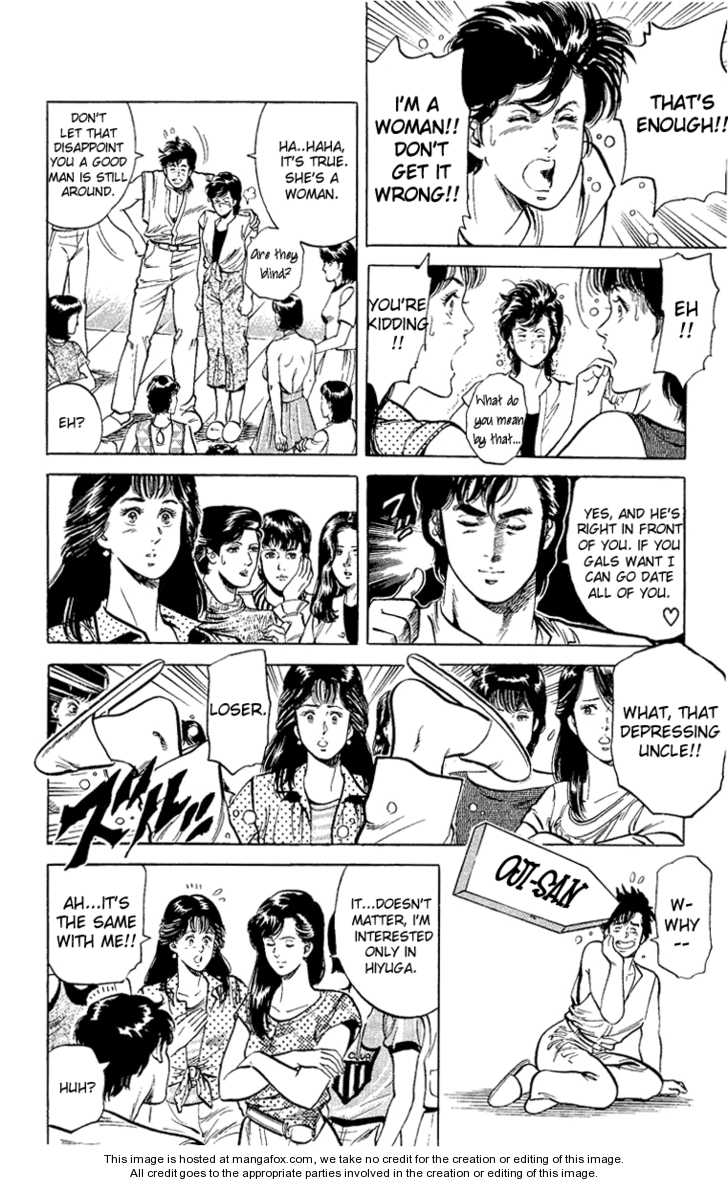 THAT'S
ENOUGH!!
I'M A
WOMAN!!
DON'T
GET IT
WRONG!!
EH
!!
YOU'RE
KIDDING
!!
What do
you mean
by that...
HA..HAHA,
IT'S TRUE.
SHE'S A
WOMAN.
DON'T
LET THAT
DISAPPOINT
YOU A GOOD
MAN IS STILL
AROUND.
Are they
blind?
EH?
YES, AND HE'S
RIGHT IN FRONT
OF YOU. IF YOU
GALS WANT I
CAN GO DATE
ALL OF YOU.
♡
WHAT, THAT
DEPRESSING
UNCLE!!
LOSER.
OJI-SAN
W-
WHY
--
IT...DOESN'T
MATTER, I'M
INTERESTED
ONLY IN
HIYUGA.
AH...IT'S
THE SAME
WITH ME!!
HUH?
This image is hosted at mangafox.com, we take no credit for the creation or editing of this image.
All credit goes to the appropriate parties involved in the creation or editing of this image.